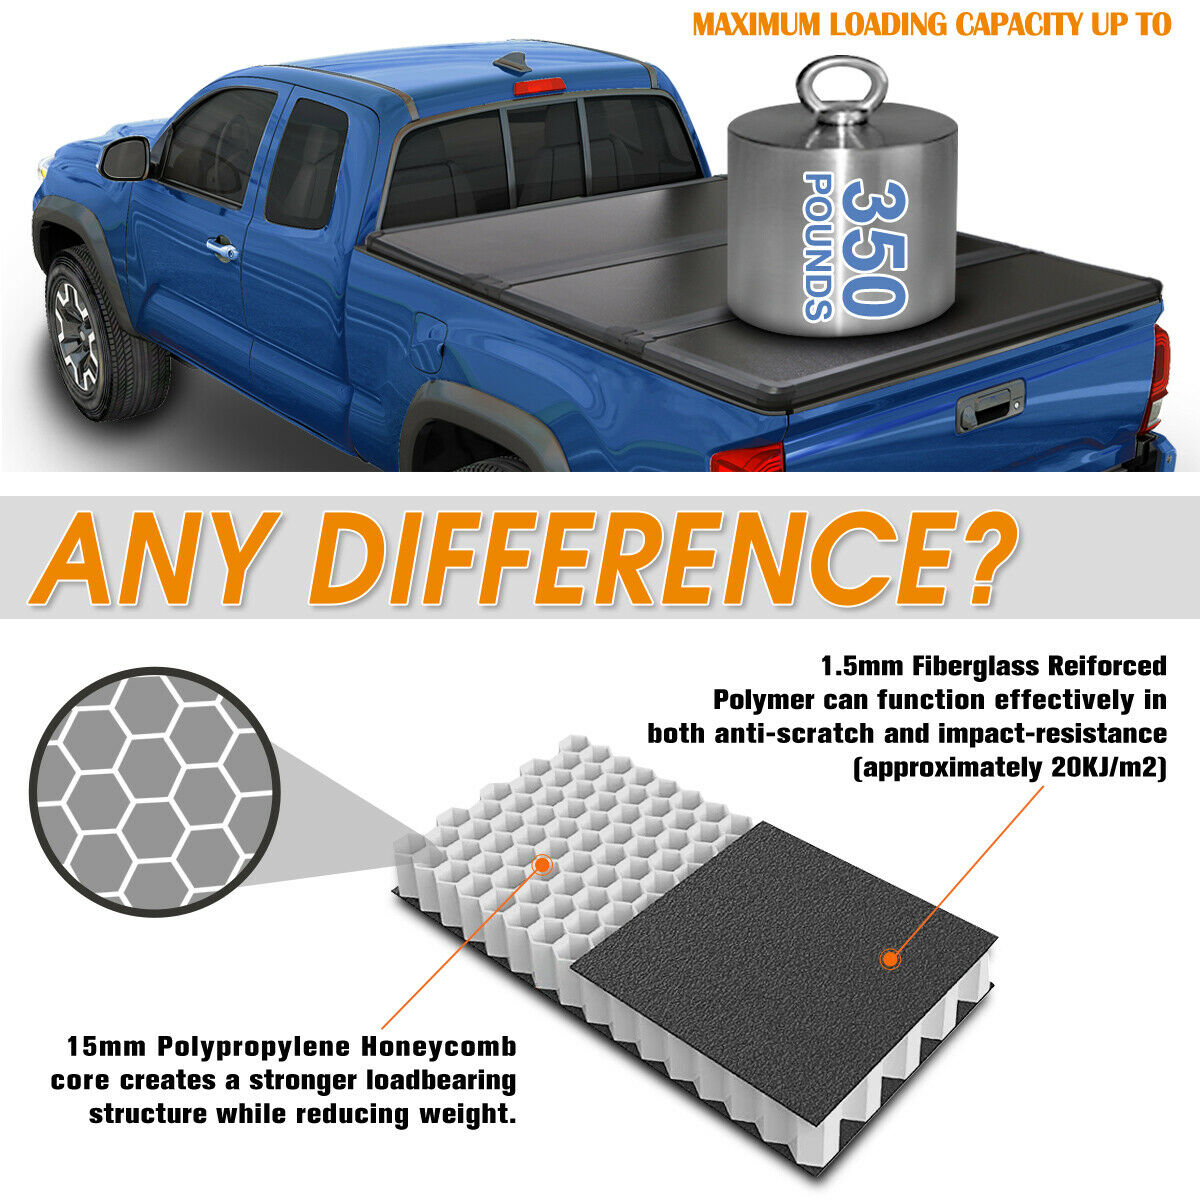 MAXIMUM LOADING CAPACITY UP TO
350
POUNDS
ANY DIFFERENCE?
1.5mm Fiberglass Reiforced
Polymer can function effectively in
both anti-scratch and impact-resistance
(approximately 20KJ/m2)
15mm Polypropylene Honeycomb
core creates a stronger loadbearing
structure while reducing weight.